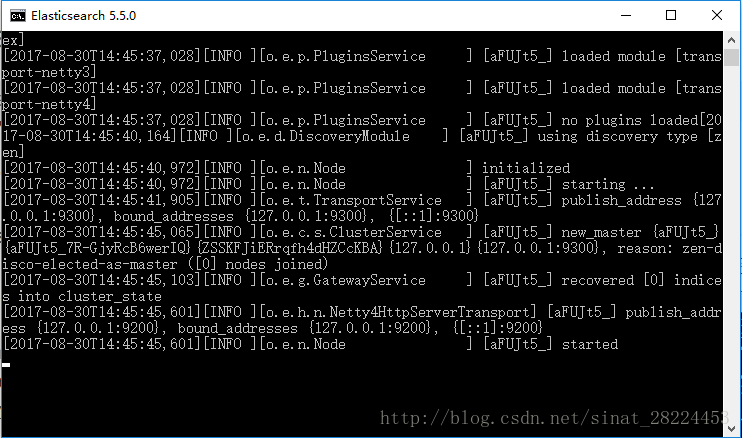 Elasticsearch 5.5.0
ex]
[2017-08-30T14:45:37,028][INFO ][o.e.p.PluginsService     ] [aFUJt5_] loaded module [trans
port-netty3]
[2017-08-30T14:45:37,028][INFO ][o.e.p.PluginsService     ] [aFUJt5_] loaded module [trans
port-netty4]
[2017-08-30T14:45:37,028][INFO ][o.e.p.PluginsService     ] [aFUJt5_] no plugins loaded[20
17-08-30T14:45:40,164][INFO ][o.e.d.DiscoveryModule    ] [aFUJt5_] using discovery type [z
en]
[2017-08-30T14:45:40,972][INFO ][o.e.n.Node               ] initialized
[2017-08-30T14:45:40,972][INFO ][o.e.n.Node               ] [aFUJt5_] starting ...
[2017-08-30T14:45:41,905][INFO ][o.e.t.TransportService   ] [aFUJt5_] publish_address {127
.0.0.1:9300}, bound_addresses {127.0.0.1:9300}, {[::1]:9300}
[2017-08-30T14:45:45,065][INFO ][o.e.c.s.ClusterService   ] [aFUJt5_] new_master {aFUJt5_}
{aFUJt5_7R-GjyRcB6werIQ}{ZSSKFJiERrqfh4dHZCcKBA}{127.0.0.1}{127.0.0.1:9300}, reason: zen-d
isco-elected-as-master ([0] nodes joined)
[2017-08-30T14:45:45,103][INFO ][o.e.g.GatewayService     ] [aFUJt5_] recovered [0] indice
s into cluster_state
[2017-08-30T14:45:45,601][INFO ][o.e.h.n.Netty4HttpServerTransport] [aFUJt5_] publish_addr
ess {127.0.0.1:9200}, bound_addresses {127.0.0.1:9200}, {[::1]:9200}
[2017-08-30T14:45:45,601][INFO ][o.e.n.Node               ] [aFUJt5_] started
http://blog.csdn.net/sinat_28224453